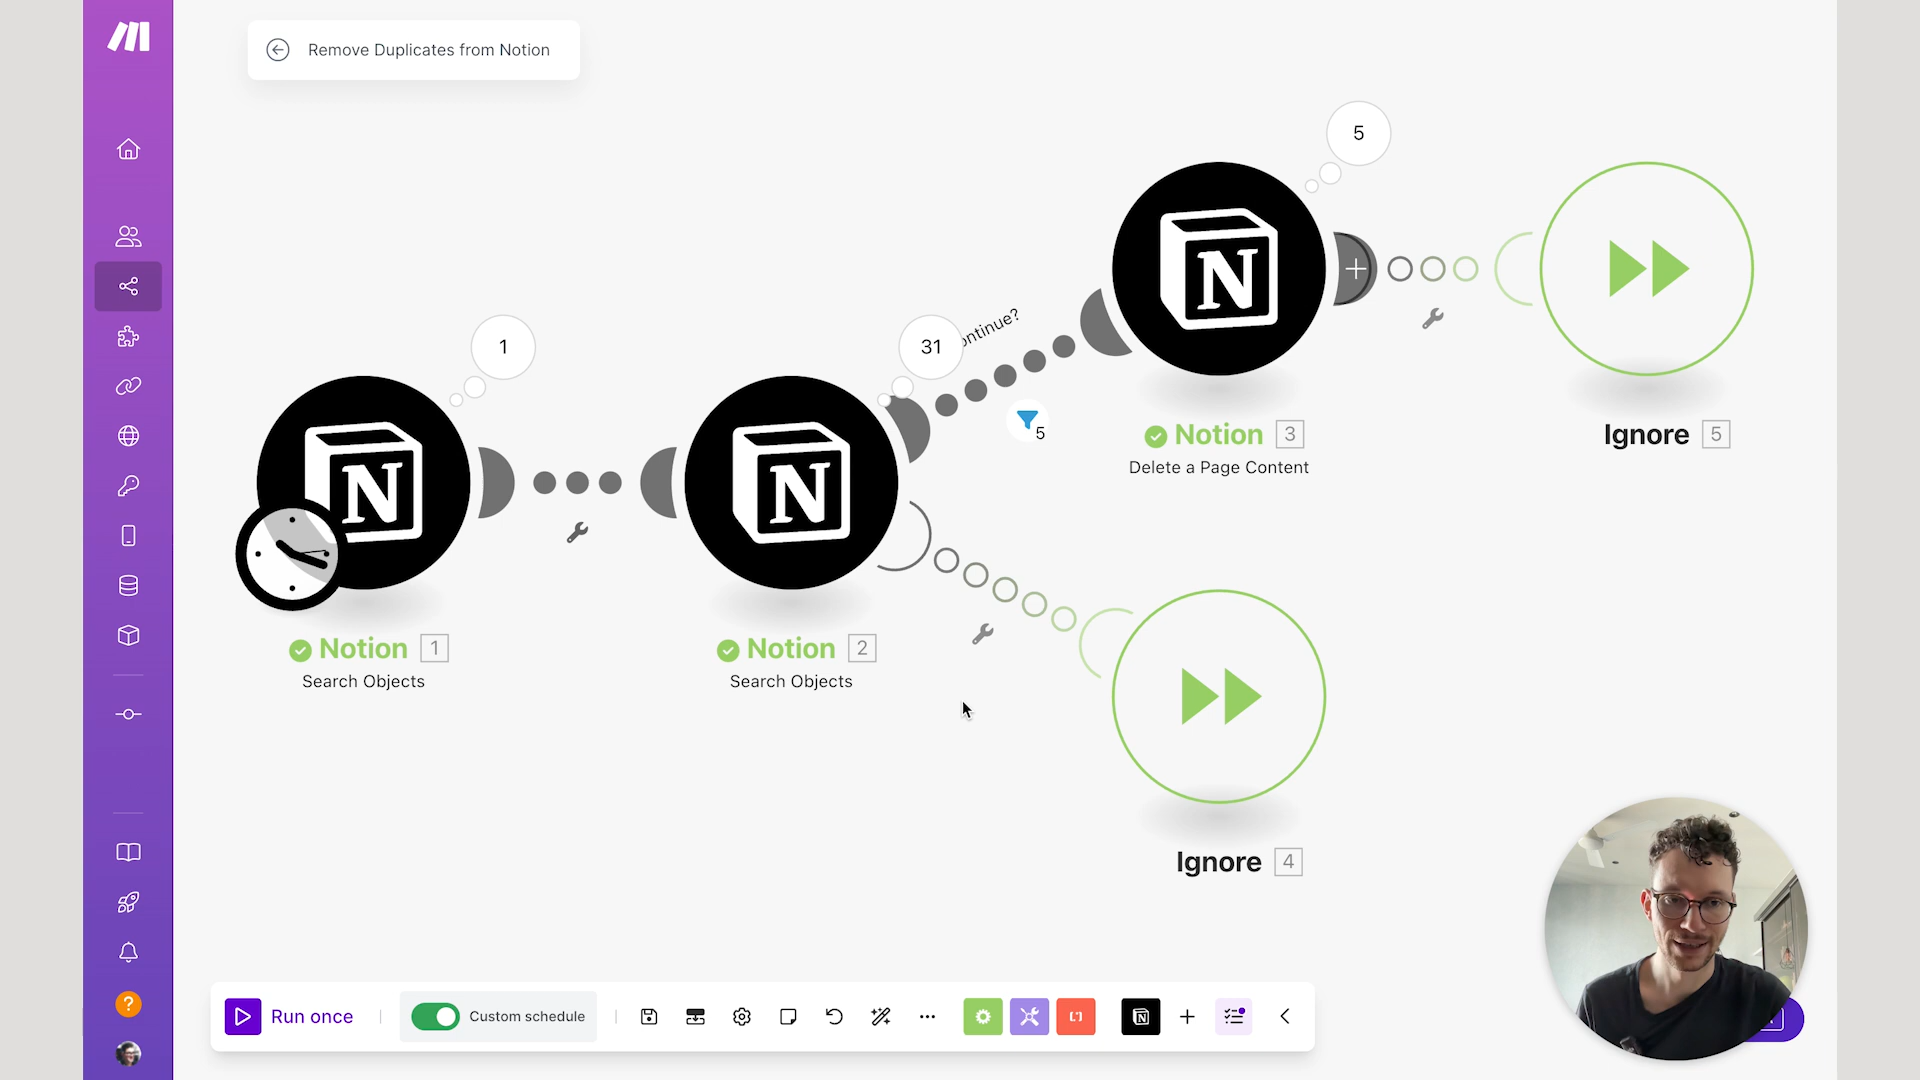 Remove Duplicates from Notion
5
1
31
ontinue?
5
Notion 3
Delete a Page Content
Ignore 5
Notion 1
Search Objects
Notion 2
Search Objects
Ignore 4
?
Run once
Custom schedule